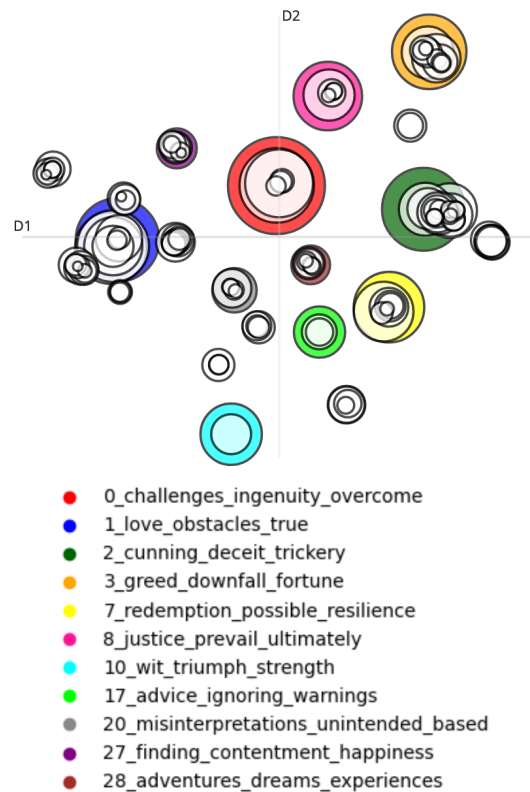 D2
D1
0_challenges_ingenuity_overcome
1_love_obstacles_true
2_cunning_deceit_trickery
3_greed_downfall_fortune
7_redemption_possible_resilience
8_justice_prevail_ultimately
10_wit_triumph_strength
17_advice_ignoring_warnings
20_misinterpretations_unintended_based
27_finding_contentment_happiness
28_adventures_dreams_experiences